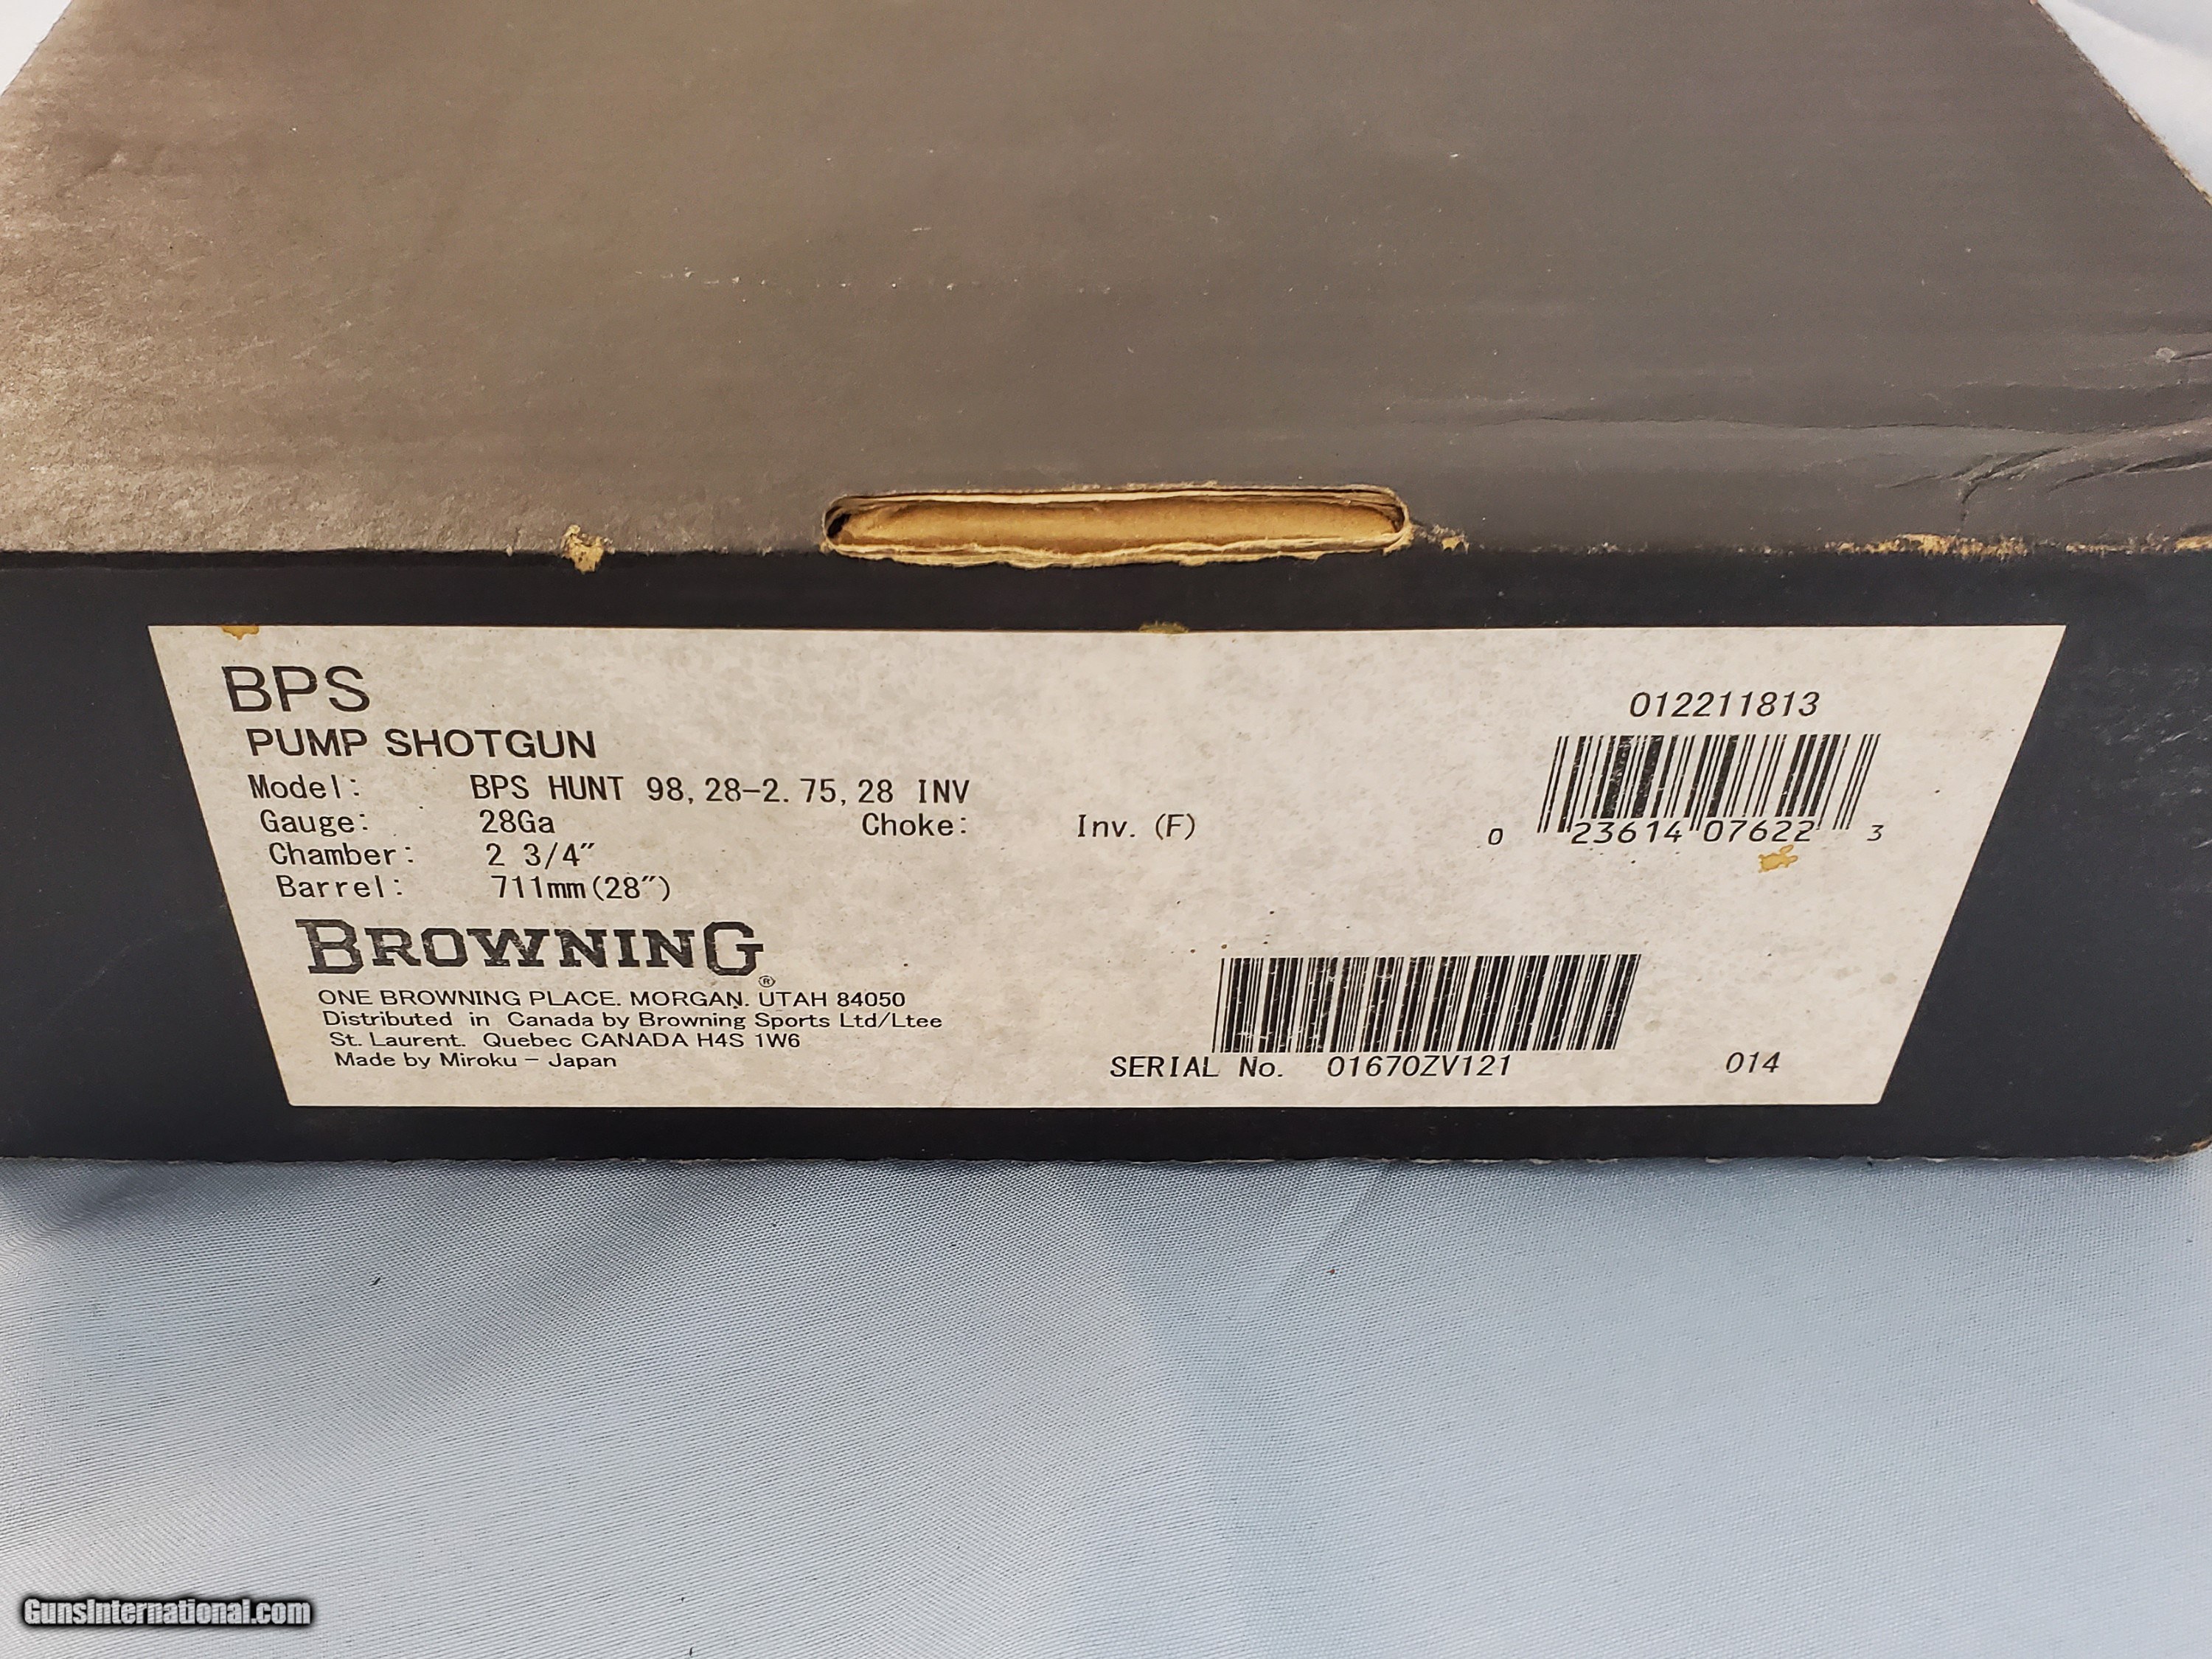 BPS
PUMP SHOTGUN
Model: BPS HUNT 98,28-2.75,28 INV
Gauge: 28Ga Choke: Inv. (F)
Chamber: 2 3/4″
Barrel: 711mm(28″)
BROWNING®
ONE BROWNING PLACE. MORGAN. UTAH 84050
Distributed in Canada by Browning Sports Ltd/Ltee
St. Laurent. Quebec CANADA H4S 1W6
Made by Miroku - Japan
012211813
0 23614 07622 3
SERIAL No. 01670ZV121 014
GunsInternational.com